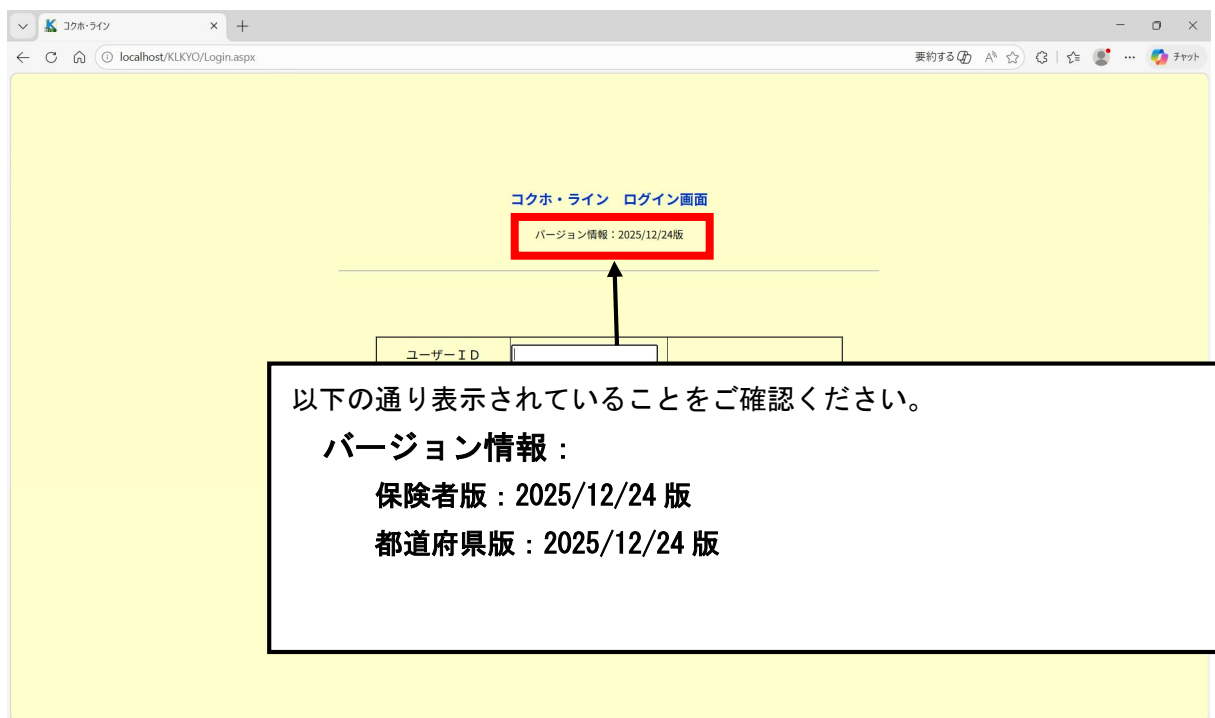 コクホ・ライン
localhost/KLKYO/Login.aspx
要約する
チャット
コクホ・ライン　ログイン画面
バージョン情報：2025/12/24版
ユーザーＩＤ
以下の通り表示されていることをご確認ください。
バージョン情報：
保険者版：2025/12/24 版
都道府県版：2025/12/24 版